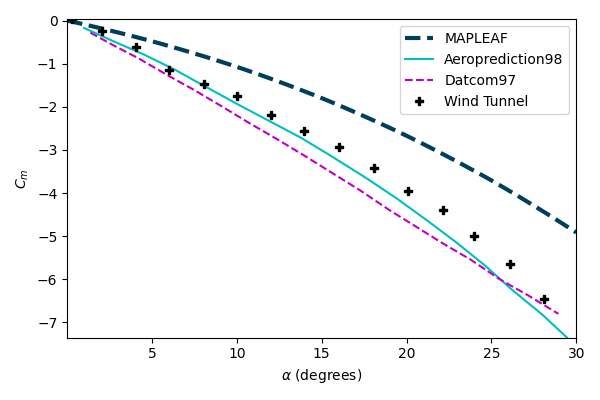 0
−1
−2
−3
−4
−5
−6
−7
C_m
MAPLEAF
Aeroprediction98
Datcom97
Wind Tunnel
5 10 15 20 25 30
α (degrees)